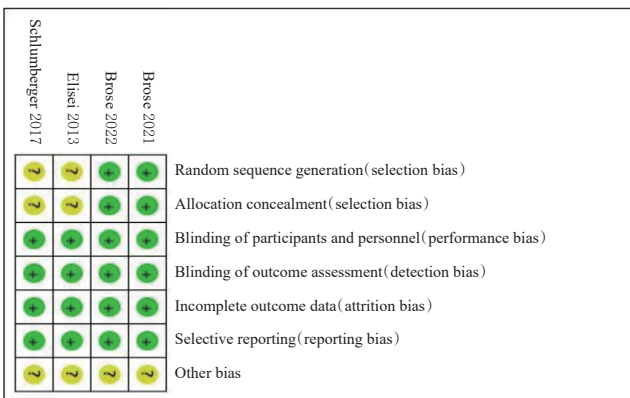 Schlumberger 2017
Elisei 2013
Brose 2022
Brose 2021
? ? + + Random sequence generation(selection bias)
? ? + + Allocation concealment(selection bias)
+ + + + Blinding of participants and personnel(performance bias)
+ + + + Blinding of outcome assessment(detection bias)
+ + + + Incomplete outcome data(attrition bias)
+ + + + Selective reporting(reporting bias)
? ? ? ? Other bias